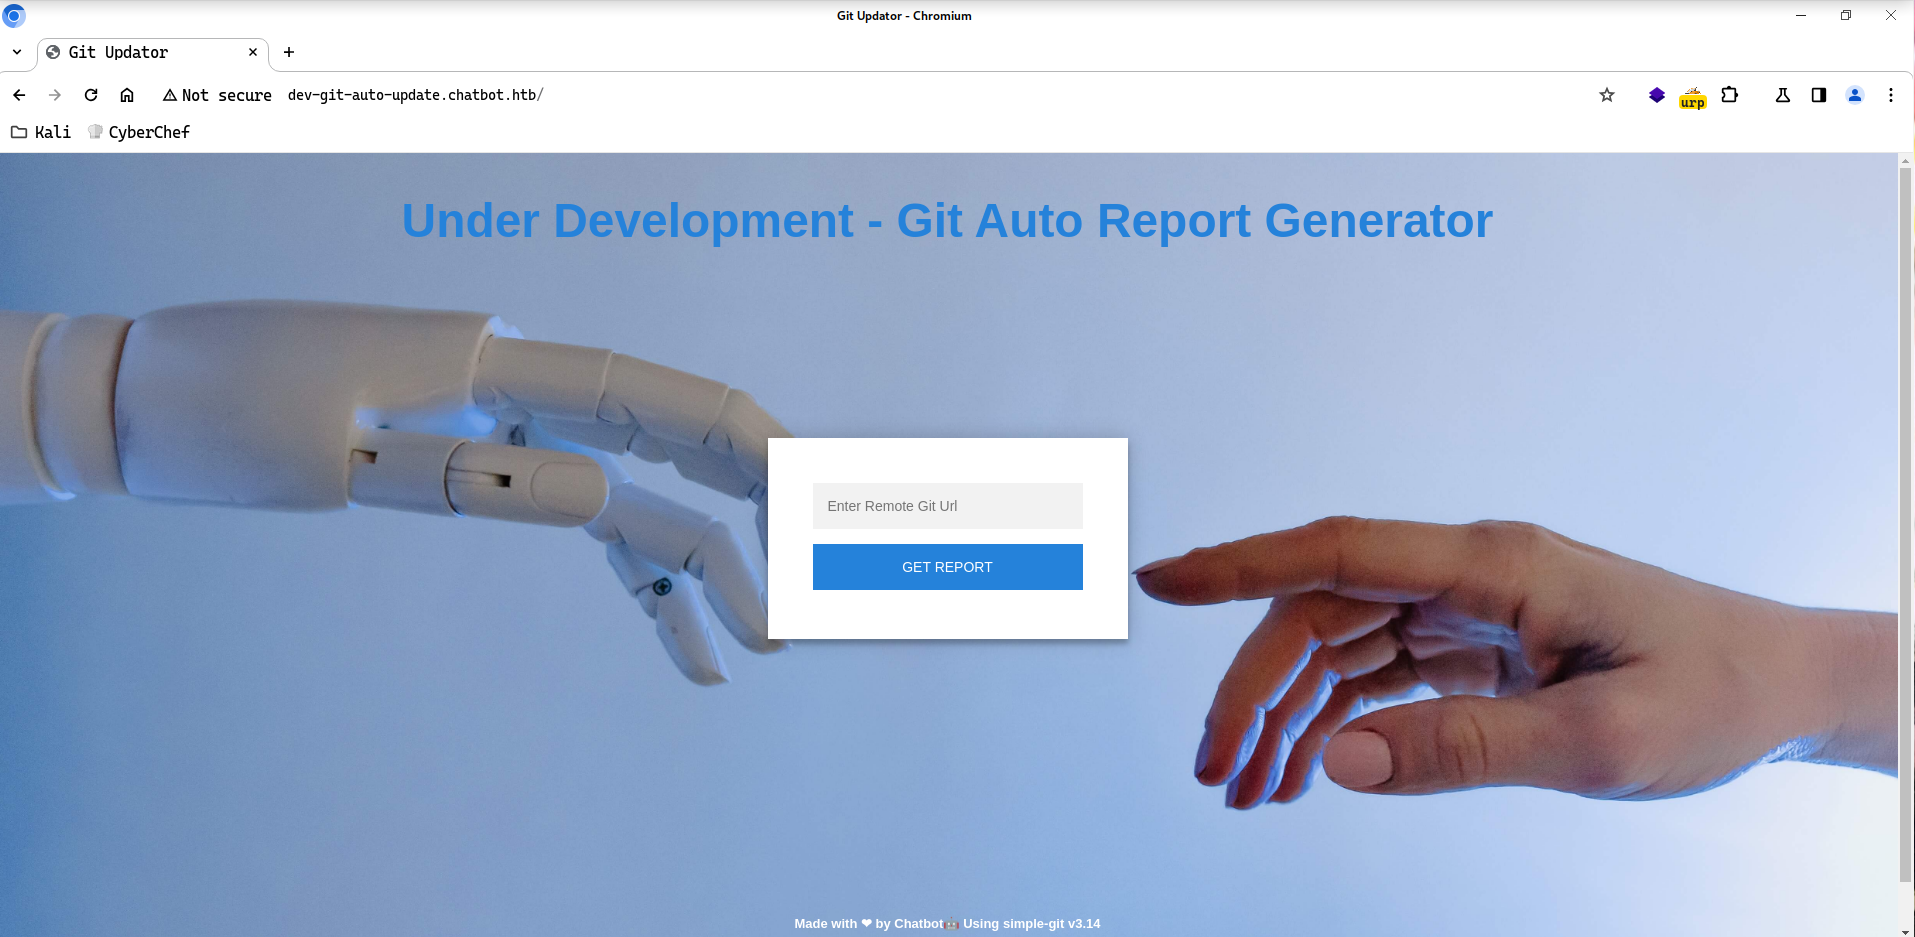 Git Updator - Chromium
Git Updator
Not secure dev-git-auto-update.chatbot.htb/
urp
Kali CyberChef
Under Development - Git Auto Report Generator
Enter Remote Git Url
GET REPORT
Made with ❤ by Chatbot🤖 Using simple-git v3.14